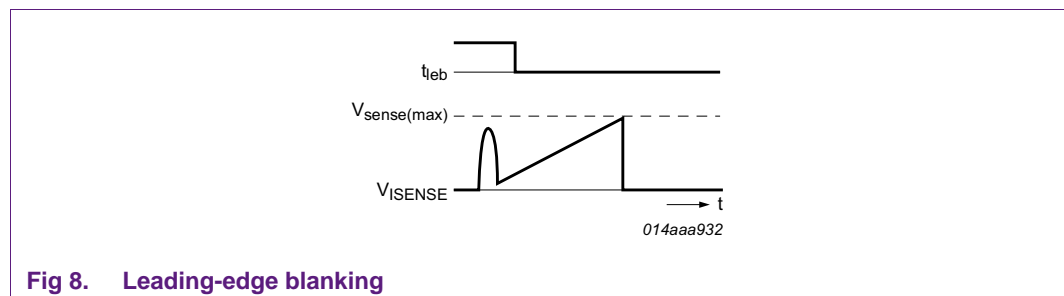 tleb
Vsense(max)
VISENSE
t
014aaa932
Fig 8. Leading-edge blanking